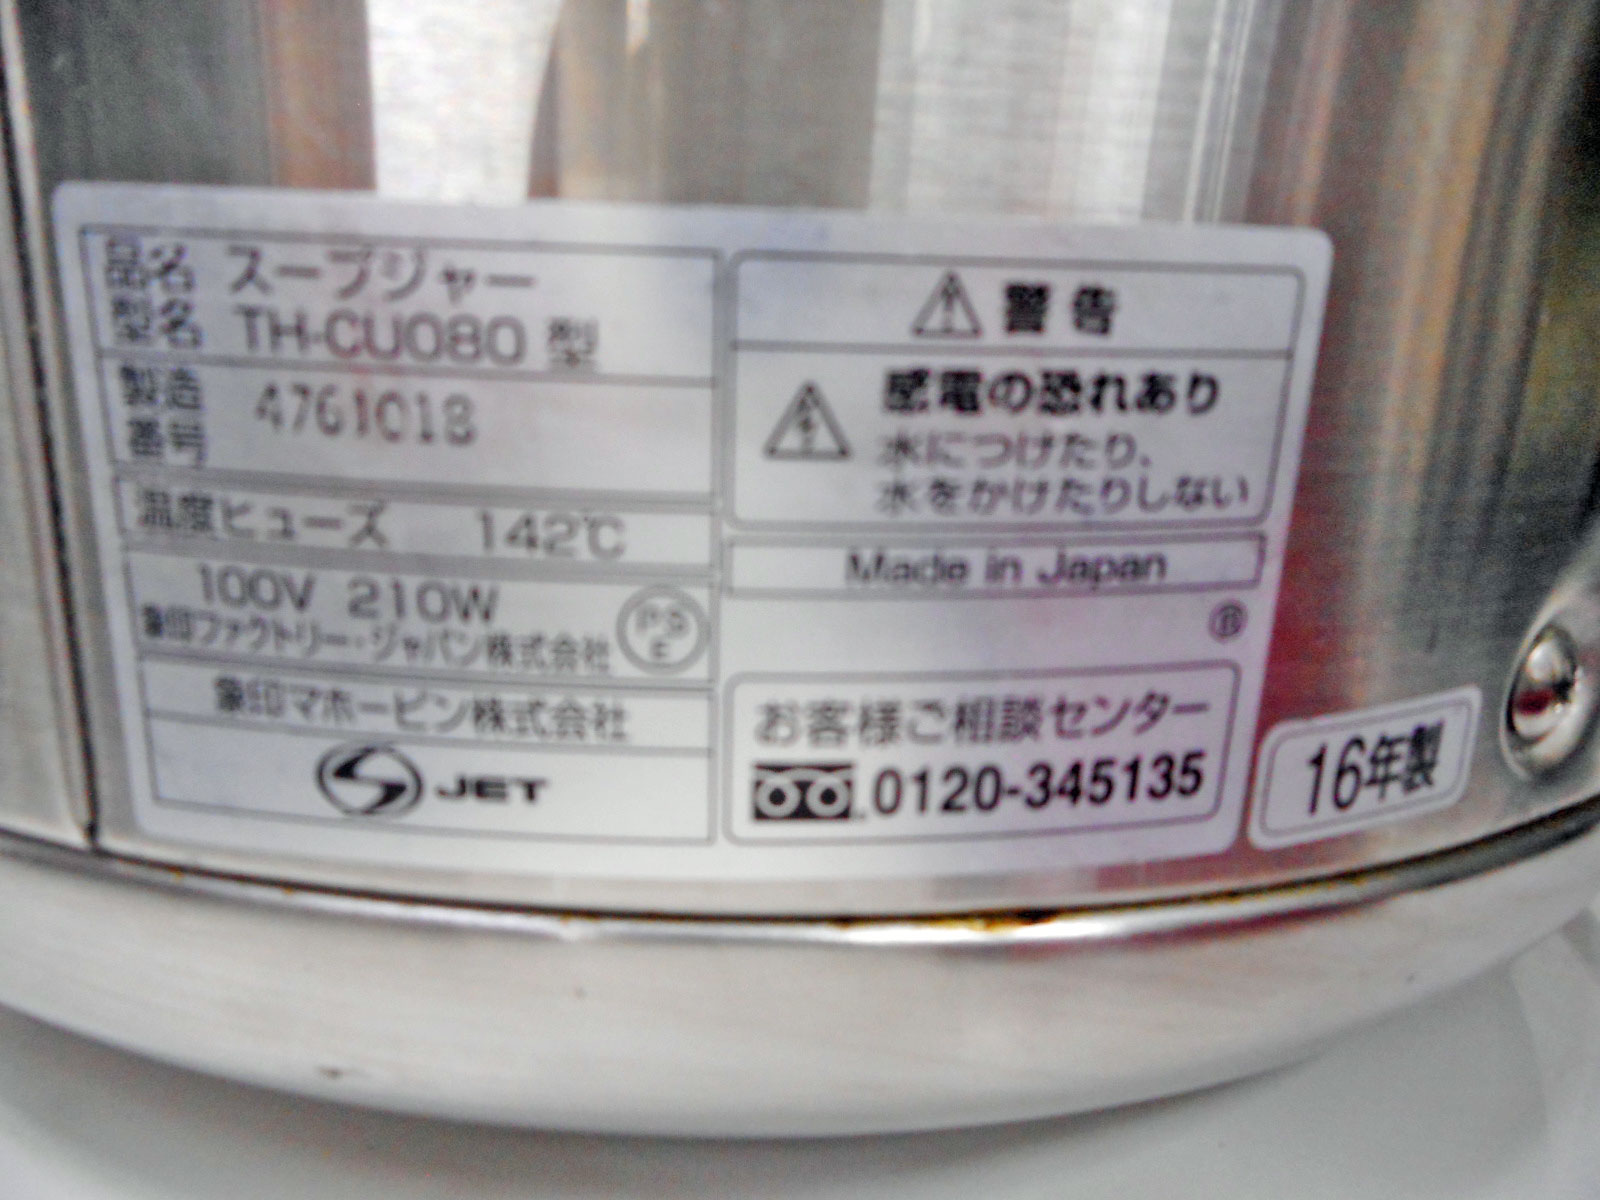 品名 スープジャー
型名 TH-CU080 型
製造番号 4761018
温度ヒューズ 142℃
100V 210W
象印ファクトリー・ジャパン株式会社
PSE
象印マホービン株式会社
JET
警告
感電の恐れあり
水につけたり、
水をかけたりしない
Made in Japan
Ⓑ
お客様ご相談センター
0120-345135
16年製